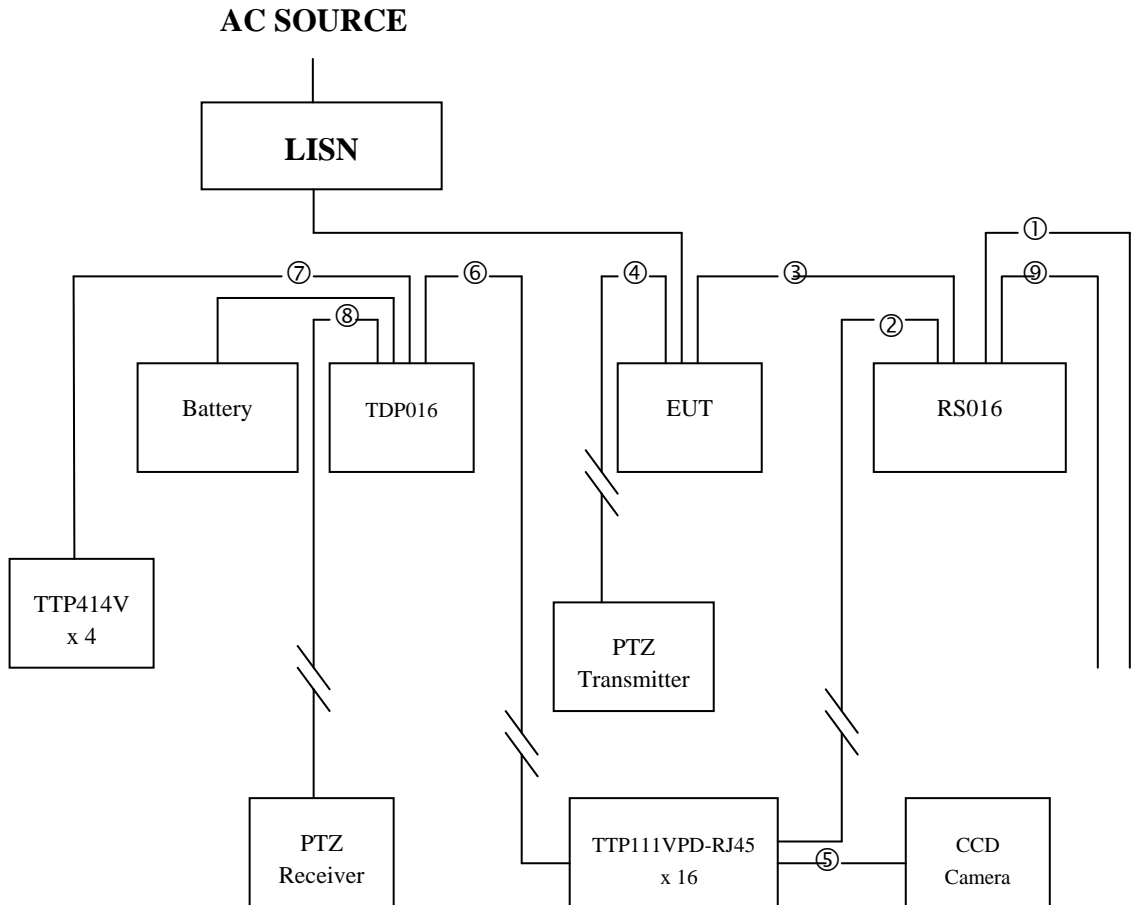 AC SOURCE
LISN
①
⑦
⑥
④
③
⑨
⑧
②
Battery
TDP016
EUT
RS016
TTP414V
x 4
PTZ
Transmitter
PTZ
Receiver
TTP111VPD-RJ45
x 16
⑤
CCD
Camera